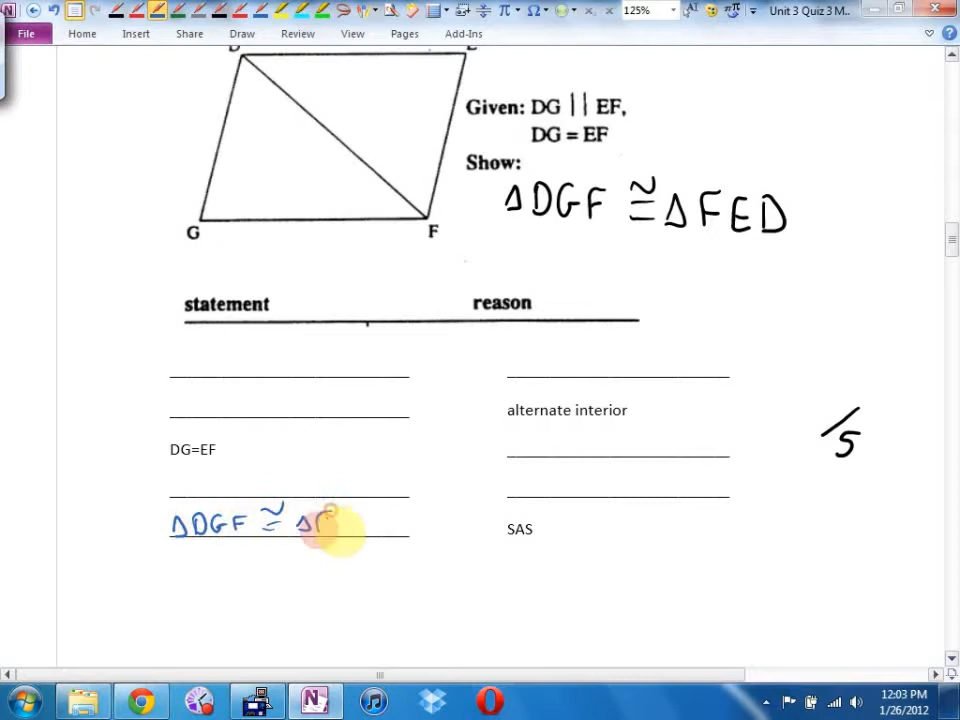 125%
Unit 3 Quiz 3 M..
File Home Insert Share Draw Review View Pages Add-Ins
Given: DG || EF,
DG = EF
Show:
ΔDGF ≅ ΔFED
G
F
statement reason
alternate interior
DG=EF
/5
ΔDGF ≅ Δ
SAS
12:03 PM
1/26/2012